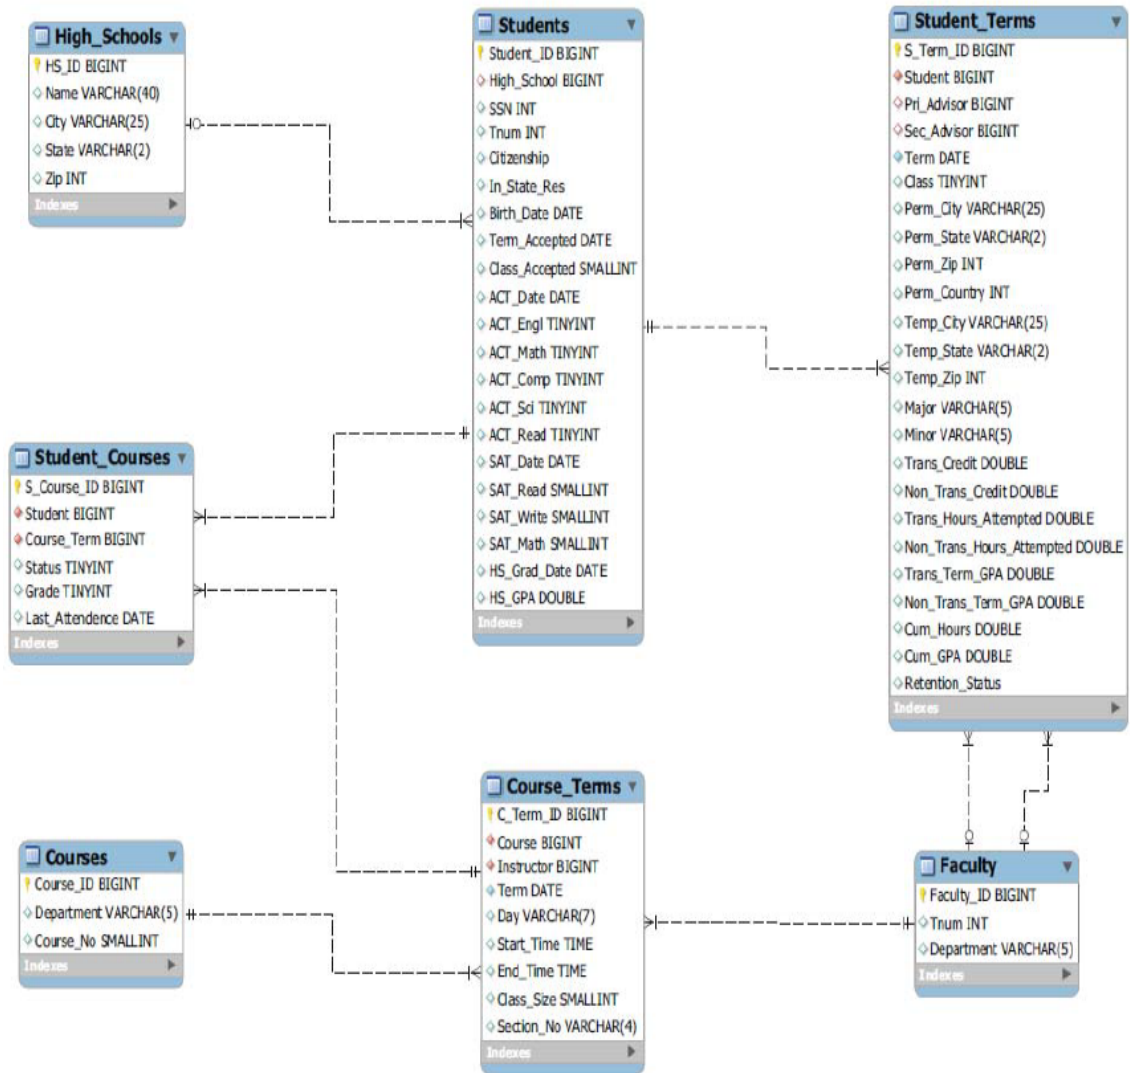 High_Schools
HS_ID BIGINT
Name VARCHAR(40)
City VARCHAR(25)
State VARCHAR(2)
Zip INT
Indexes
Students
Student_ID BIGINT
High_School BIGINT
SSN INT
Tnum INT
Citizenship
In_State_Res
Birth_Date DATE
Term_Accepted DATE
Class_Accepted SMALLINT
ACT_Date DATE
ACT_Engl TINYINT
ACT_Math TINYINT
ACT_Comp TINYINT
ACT_Sci TINYINT
ACT_Read TINYINT
SAT_Date DATE
SAT_Read SMALLINT
SAT_Write SMALLINT
SAT_Math SMALLINT
HS_Grad_Date DATE
HS_GPA DOUBLE
Indexes
Student_Terms
S_Term_ID BIGINT
Student BIGINT
Pri_Advisor BIGINT
Sec_Advisor BIGINT
Term DATE
Class TINYINT
Perm_City VARCHAR(25)
Perm_State VARCHAR(2)
Perm_Zip INT
Perm_Country INT
Temp_City VARCHAR(25)
Temp_State VARCHAR(2)
Temp_Zip INT
Major VARCHAR(5)
Minor VARCHAR(5)
Trans_Credit DOUBLE
Non_Trans_Credit DOUBLE
Trans_Hours_Attempted DOUBLE
Non_Trans_Hours_Attempted DOUBLE
Trans_Term_GPA DOUBLE
Non_Trans_Term_GPA DOUBLE
Cum_Hours DOUBLE
Cum_GPA DOUBLE
Retention_Status
Indexes
Student_Courses
S_Course_ID BIGINT
Student BIGINT
Course_Term BIGINT
Status TINYINT
Grade TINYINT
Last_Attendence DATE
Indexes
Courses
Course_ID BIGINT
Department VARCHAR(5)
Course_No SMALLINT
Indexes
Course_Terms
C_Term_ID BIGINT
Course BIGINT
Instructor BIGINT
Term DATE
Day VARCHAR(7)
Start_Time TIME
End_Time TIME
Class_Size SMALLINT
Section_No VARCHAR(4)
Indexes
Faculty
Faculty_ID BIGINT
Tnum INT
Department VARCHAR(5)
Indexes